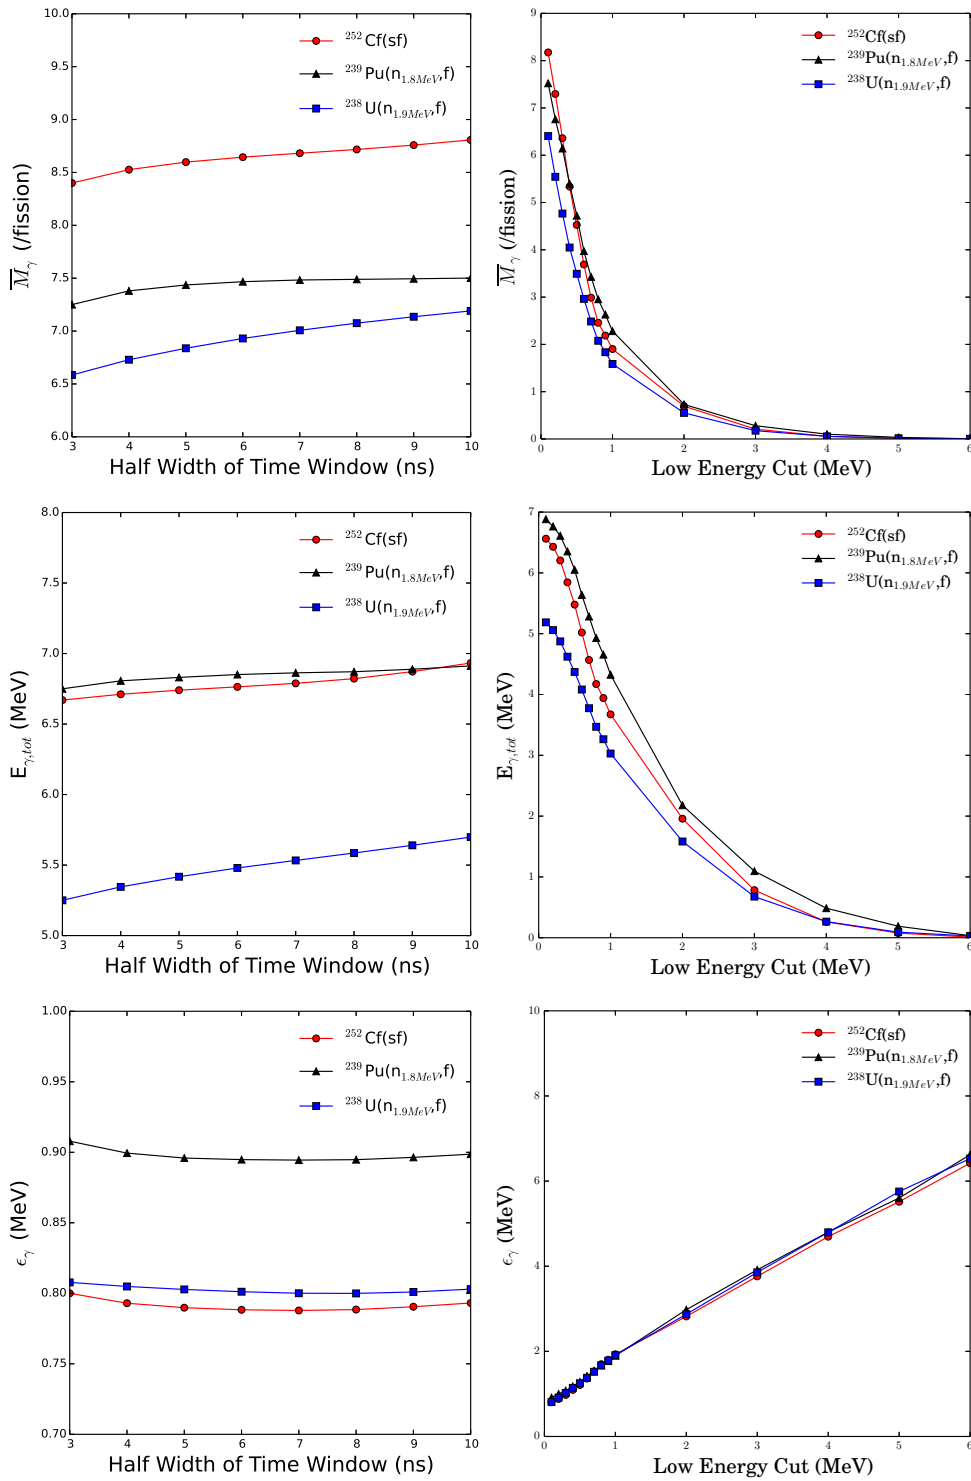 10.0
9.5
9.0
8.5
8.0
7.5
7.0
6.5
6.0
3 4 5 6 7 8 9 10
M̅γ (/fission)
Half Width of Time Window (ns)
²⁵²Cf(sf)
²³⁹Pu(n₁.₈MeV,f)
²³⁸U(n₁.₉MeV,f)
9
8
7
6
5
4
3
2
1
0
0 1 2 3 4 5 6
M̅γ (/fission)
Low Energy Cut (MeV)
²⁵²Cf(sf)
²³⁹Pu(n₁.₈MeV,f)
²³⁸U(n₁.₉MeV,f)
8.0
7.5
7.0
6.5
6.0
5.5
5.0
3 4 5 6 7 8 9 10
Eγ,tot (MeV)
Half Width of Time Window (ns)
²⁵²Cf(sf)
²³⁹Pu(n₁.₈MeV,f)
²³⁸U(n₁.₉MeV,f)
7
6
5
4
3
2
1
0
0 1 2 3 4 5 6
Eγ,tot (MeV)
Low Energy Cut (MeV)
²⁵²Cf(sf)
²³⁹Pu(n₁.₈MeV,f)
²³⁸U(n₁.₉MeV,f)
1.00
0.95
0.90
0.85
0.80
0.75
0.70
3 4 5 6 7 8 9 10
ϵγ (MeV)
Half Width of Time Window (ns)
²⁵²Cf(sf)
²³⁹Pu(n₁.₈MeV,f)
²³⁸U(n₁.₉MeV,f)
10
8
6
4
2
0
0 1 2 3 4 5 6
ϵγ (MeV)
Low Energy Cut (MeV)
²⁵²Cf(sf)
²³⁹Pu(n₁.₈MeV,f)
²³⁸U(n₁.₉MeV,f)